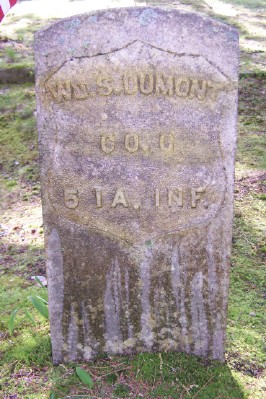 WM. S. DUMONT
CO. G.
5 IA. INF.